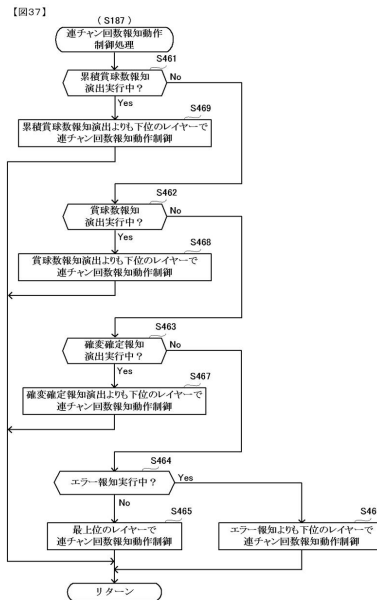 【図37】
( S187 )
連チャン回数報知動作
制御処理
S461
累積賞球数報知
演出実行中?
No
Yes
S469
累積賞球数報知演出よりも下位のレイヤーで
連チャン回数報知動作制御
S462
賞球数報知
演出実行中?
No
Yes
S468
賞球数報知演出よりも下位のレイヤーで
連チャン回数報知動作制御
S463
確変確定報知
演出実行中?
No
Yes
S467
確変確定報知演出よりも下位のレイヤーで
連チャン回数報知動作制御
S464
エラー報知実行中?
Yes
No
S465
最上位のレイヤーで
連チャン回数報知動作制御
S46
エラー報知よりも下位のレイヤーで
連チャン回数報知動作制御
リターン